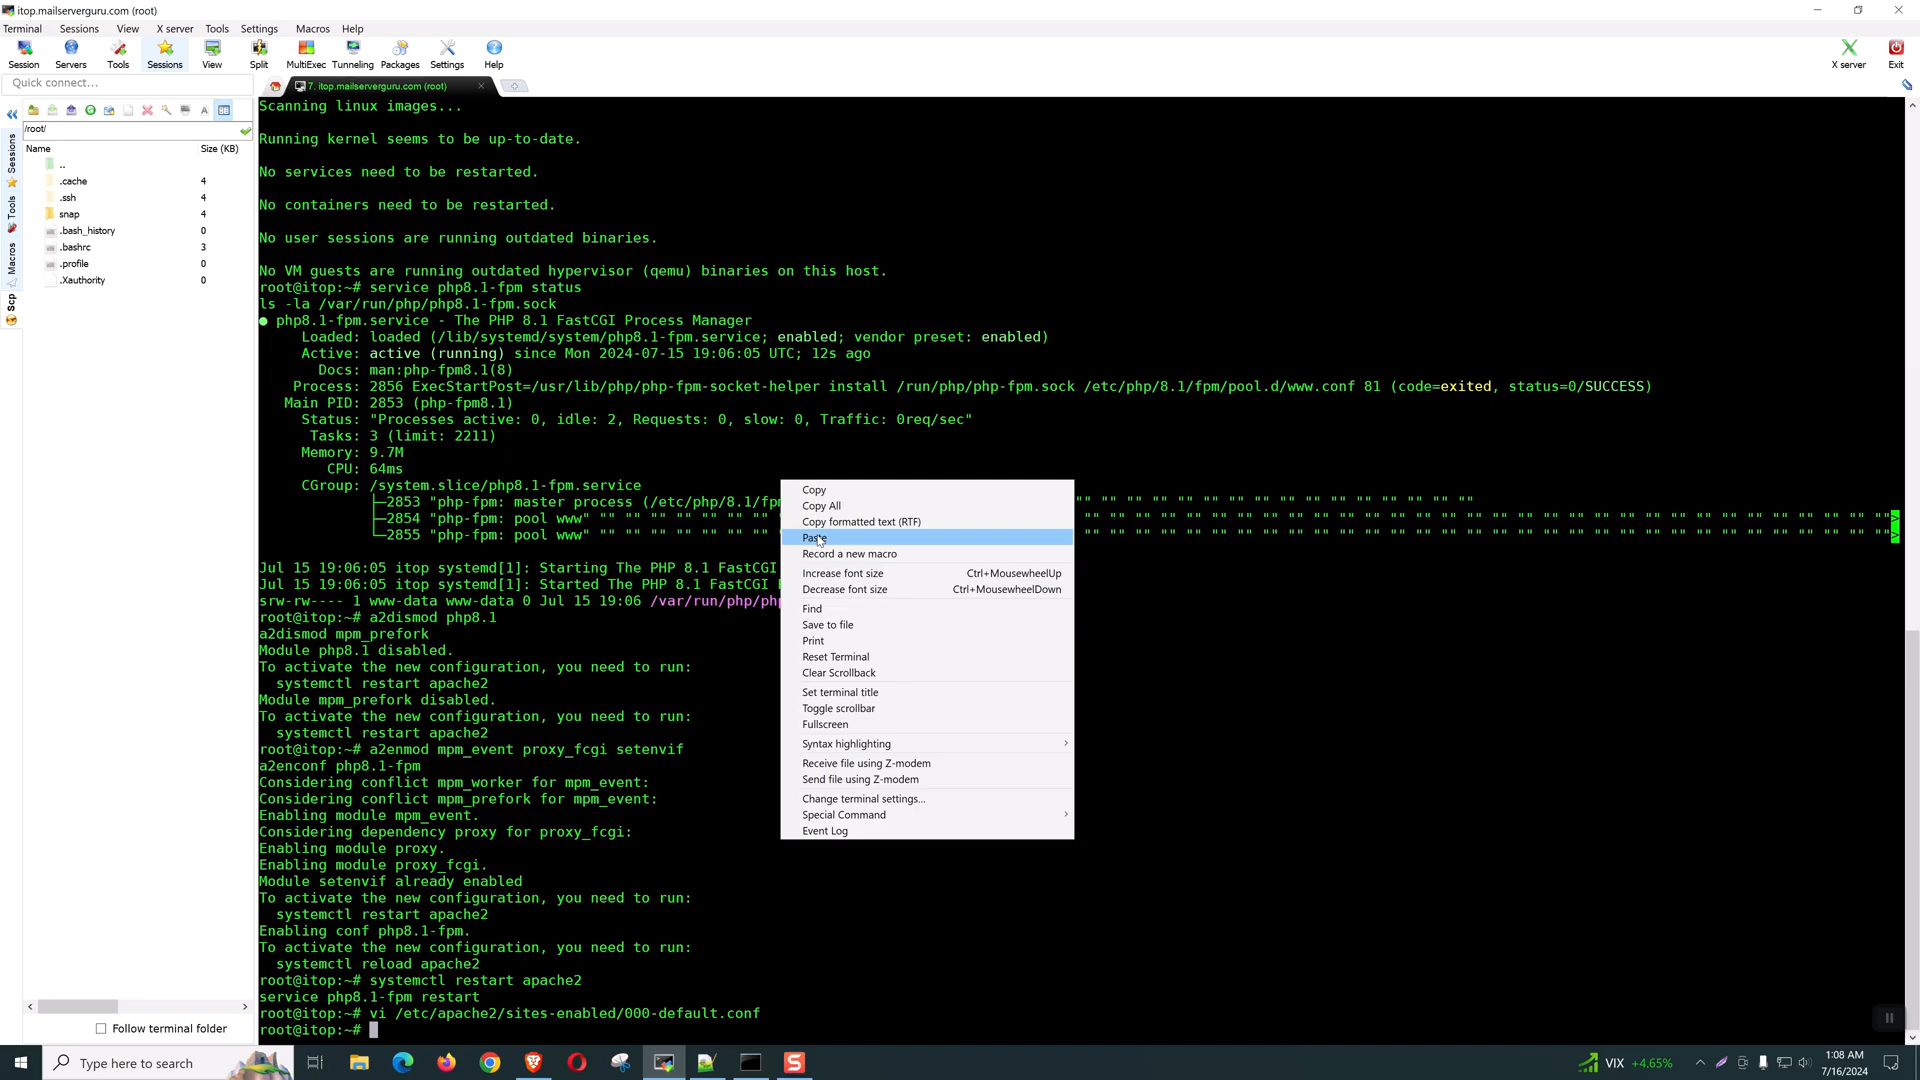 itop.mailserverguru.com (root)
Terminal Sessions View X server Tools Settings Macros Help
Session Servers Tools Sessions View Split MultiExec Tunneling Packages Settings Help X server Exit
Quick connect...
7. itop.mailserverguru.com (root)
/root/
Name Size (KB)
..
.cache 4
.ssh 4
snap 4
.bash_history 0
.bashrc 3
.profile 0
.Xauthority 0
Sessions
Tools
Macros
Scp
Follow terminal folder
Scanning linux images...
Running kernel seems to be up-to-date.
No services need to be restarted.
No containers need to be restarted.
No user sessions are running outdated binaries.
No VM guests are running outdated hypervisor (qemu) binaries on this host.
root@itop:~# service php8.1-fpm status
ls -la /var/run/php/php8.1-fpm.sock
● php8.1-fpm.service - The PHP 8.1 FastCGI Process Manager
Loaded: loaded (/lib/systemd/system/php8.1-fpm.service; enabled; vendor preset: enabled)
Active: active (running) since Mon 2024-07-15 19:06:05 UTC; 12s ago
Docs: man:php-fpm8.1(8)
Process: 2856 ExecStartPost=/usr/lib/php/php-fpm-socket-helper install /run/php/php-fpm.sock /etc/php/8.1/fpm/pool.d/www.conf 81 (code=exited, status=0/SUCCESS)
Main PID: 2853 (php-fpm8.1)
Status: "Processes active: 0, idle: 2, Requests: 0, slow: 0, Traffic: 0req/sec"
Tasks: 3 (limit: 2211)
Memory: 9.7M
CPU: 64ms
CGroup: /system.slice/php8.1-fpm.service
├─2853 "php-fpm: master process (/etc/php/8.1/fp "" "" "" "" "" "" "" "" "" "" "" "" "" "" "" ""
├─2854 "php-fpm: pool www" "" "" "" "" "" "" "" "" "" "" "" "" "" "" "" "" "" "" "" "" "" "" "" "" "" "" "">
└─2855 "php-fpm: pool www" "" "" "" "" "" "" "" "" "" "" "" "" "" "" "" "" "" "" "" "" "" "" "" "" "" "" "">
Jul 15 19:06:05 itop systemd[1]: Starting The PHP 8.1 FastCGI
Jul 15 19:06:05 itop systemd[1]: Started The PHP 8.1 FastCGI
srw-rw---- 1 www-data www-data 0 Jul 15 19:06 /var/run/php/php
root@itop:~# a2dismod php8.1
a2dismod mpm_prefork
Module php8.1 disabled.
To activate the new configuration, you need to run:
systemctl restart apache2
Module mpm_prefork disabled.
To activate the new configuration, you need to run:
systemctl restart apache2
root@itop:~# a2enmod mpm_event proxy_fcgi setenvif
a2enconf php8.1-fpm
Considering conflict mpm_worker for mpm_event:
Considering conflict mpm_prefork for mpm_event:
Enabling module mpm_event.
Considering dependency proxy for proxy_fcgi:
Enabling module proxy.
Enabling module proxy_fcgi.
Module setenvif already enabled
To activate the new configuration, you need to run:
systemctl restart apache2
Enabling conf php8.1-fpm.
To activate the new configuration, you need to run:
systemctl reload apache2
root@itop:~# systemctl restart apache2
service php8.1-fpm restart
root@itop:~# vi /etc/apache2/sites-enabled/000-default.conf
root@itop:~#
Copy
Copy All
Copy formatted text (RTF)
Paste
Record a new macro
Increase font size Ctrl+MousewheelUp
Decrease font size Ctrl+MousewheelDown
Find
Save to file
Print
Reset Terminal
Clear Scrollback
Set terminal title
Toggle scrollbar
Fullscreen
Syntax highlighting
Receive file using Z-modem
Send file using Z-modem
Change terminal settings...
Special Command
Event Log
Type here to search
VIX +4.65%
1:08 AM
7/16/2024